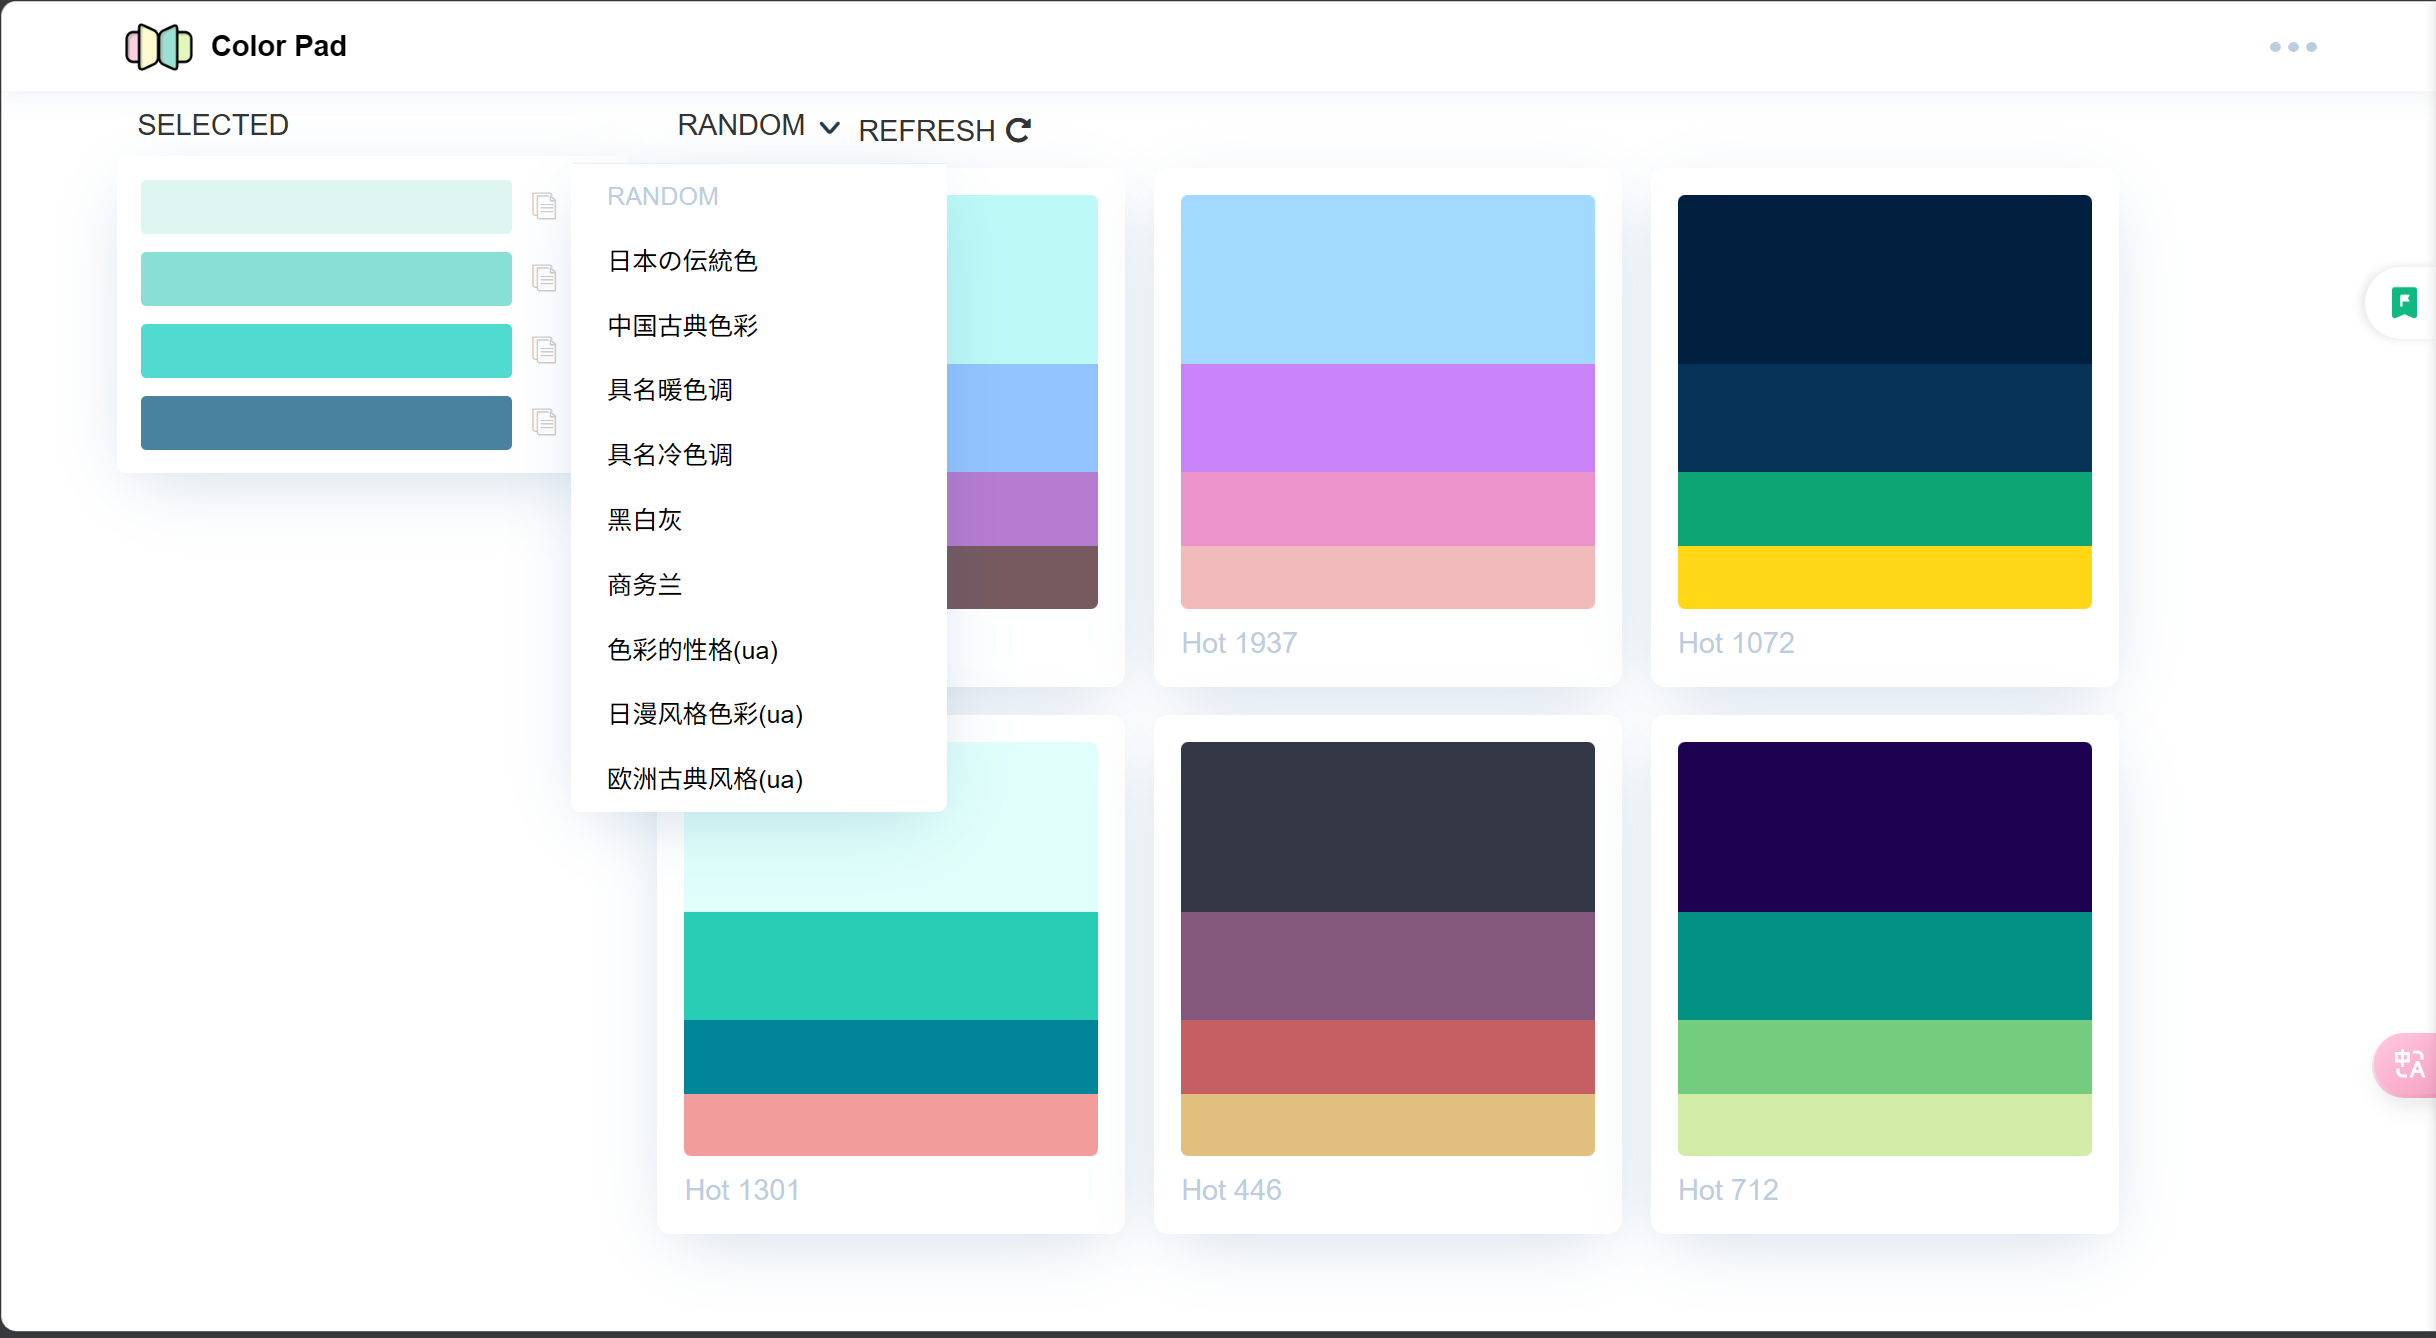 Color Pad
SELECTED
RANDOM
REFRESH
RANDOM
日本の伝統色
中国古典色彩
具名暖色调
具名冷色调
黑白灰
商务兰
色彩的性格(ua)
日漫风格色彩(ua)
欧洲古典风格(ua)
Hot 1937
Hot 1072
Hot 1301
Hot 446
Hot 712
中A